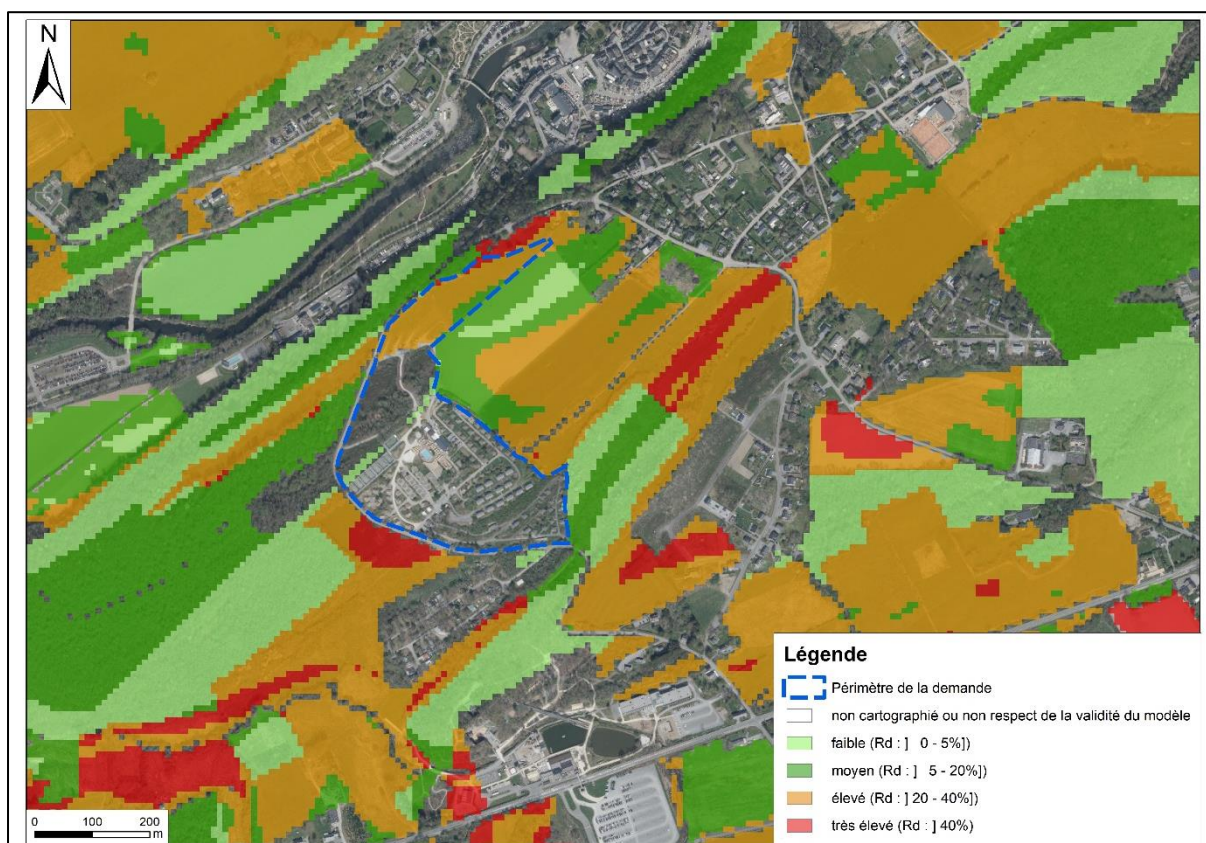 N
Légende
Périmètre de la demande
non cartographié ou non respect de la validité du modèle
faible (Rd : ]   0 - 5%])
moyen (Rd : ]   5 - 20%])
élevé (Rd : ] 20 - 40%])
très élevé (Rd : ] 40%)
0 100 200
m